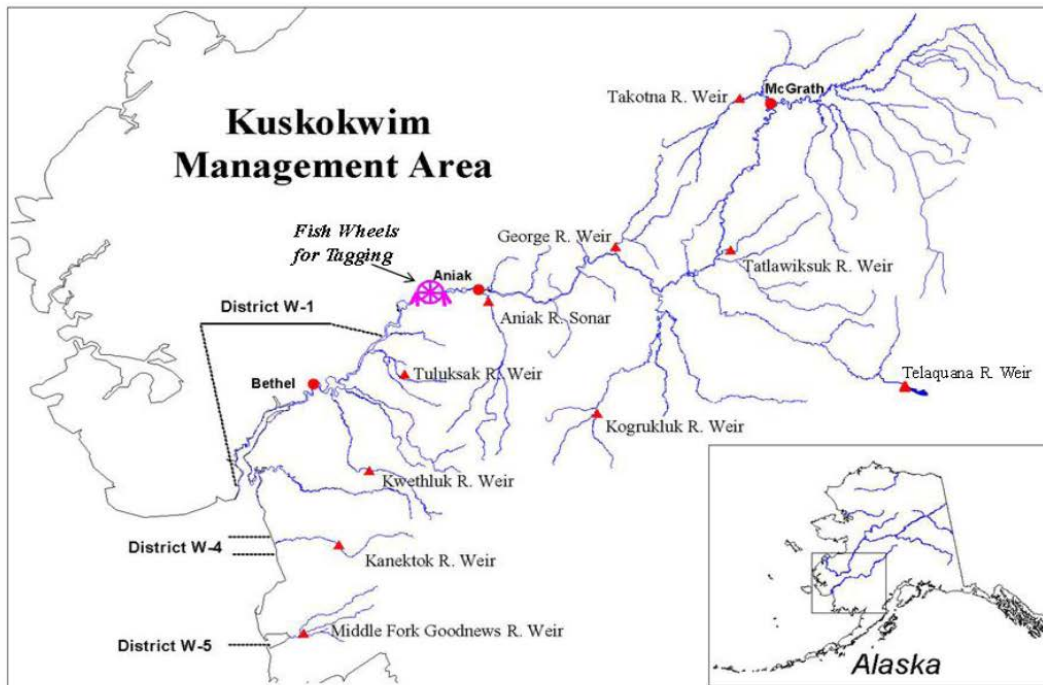 Kuskokwim
Management Area
Takotna R. Weir
McGrath
Fish Wheels
for Tagging
George R. Weir
Tatlawiksuk R. Weir
Aniak
District W-1
Aniak R. Sonar
Bethel
Tuluksak R. Weir
Telaquana R. Weir
Kogrukluk R. Weir
Kwethluk R. Weir
District W-4
Kanektok R. Weir
Middle Fork Goodnews R. Weir
District W-5
Alaska